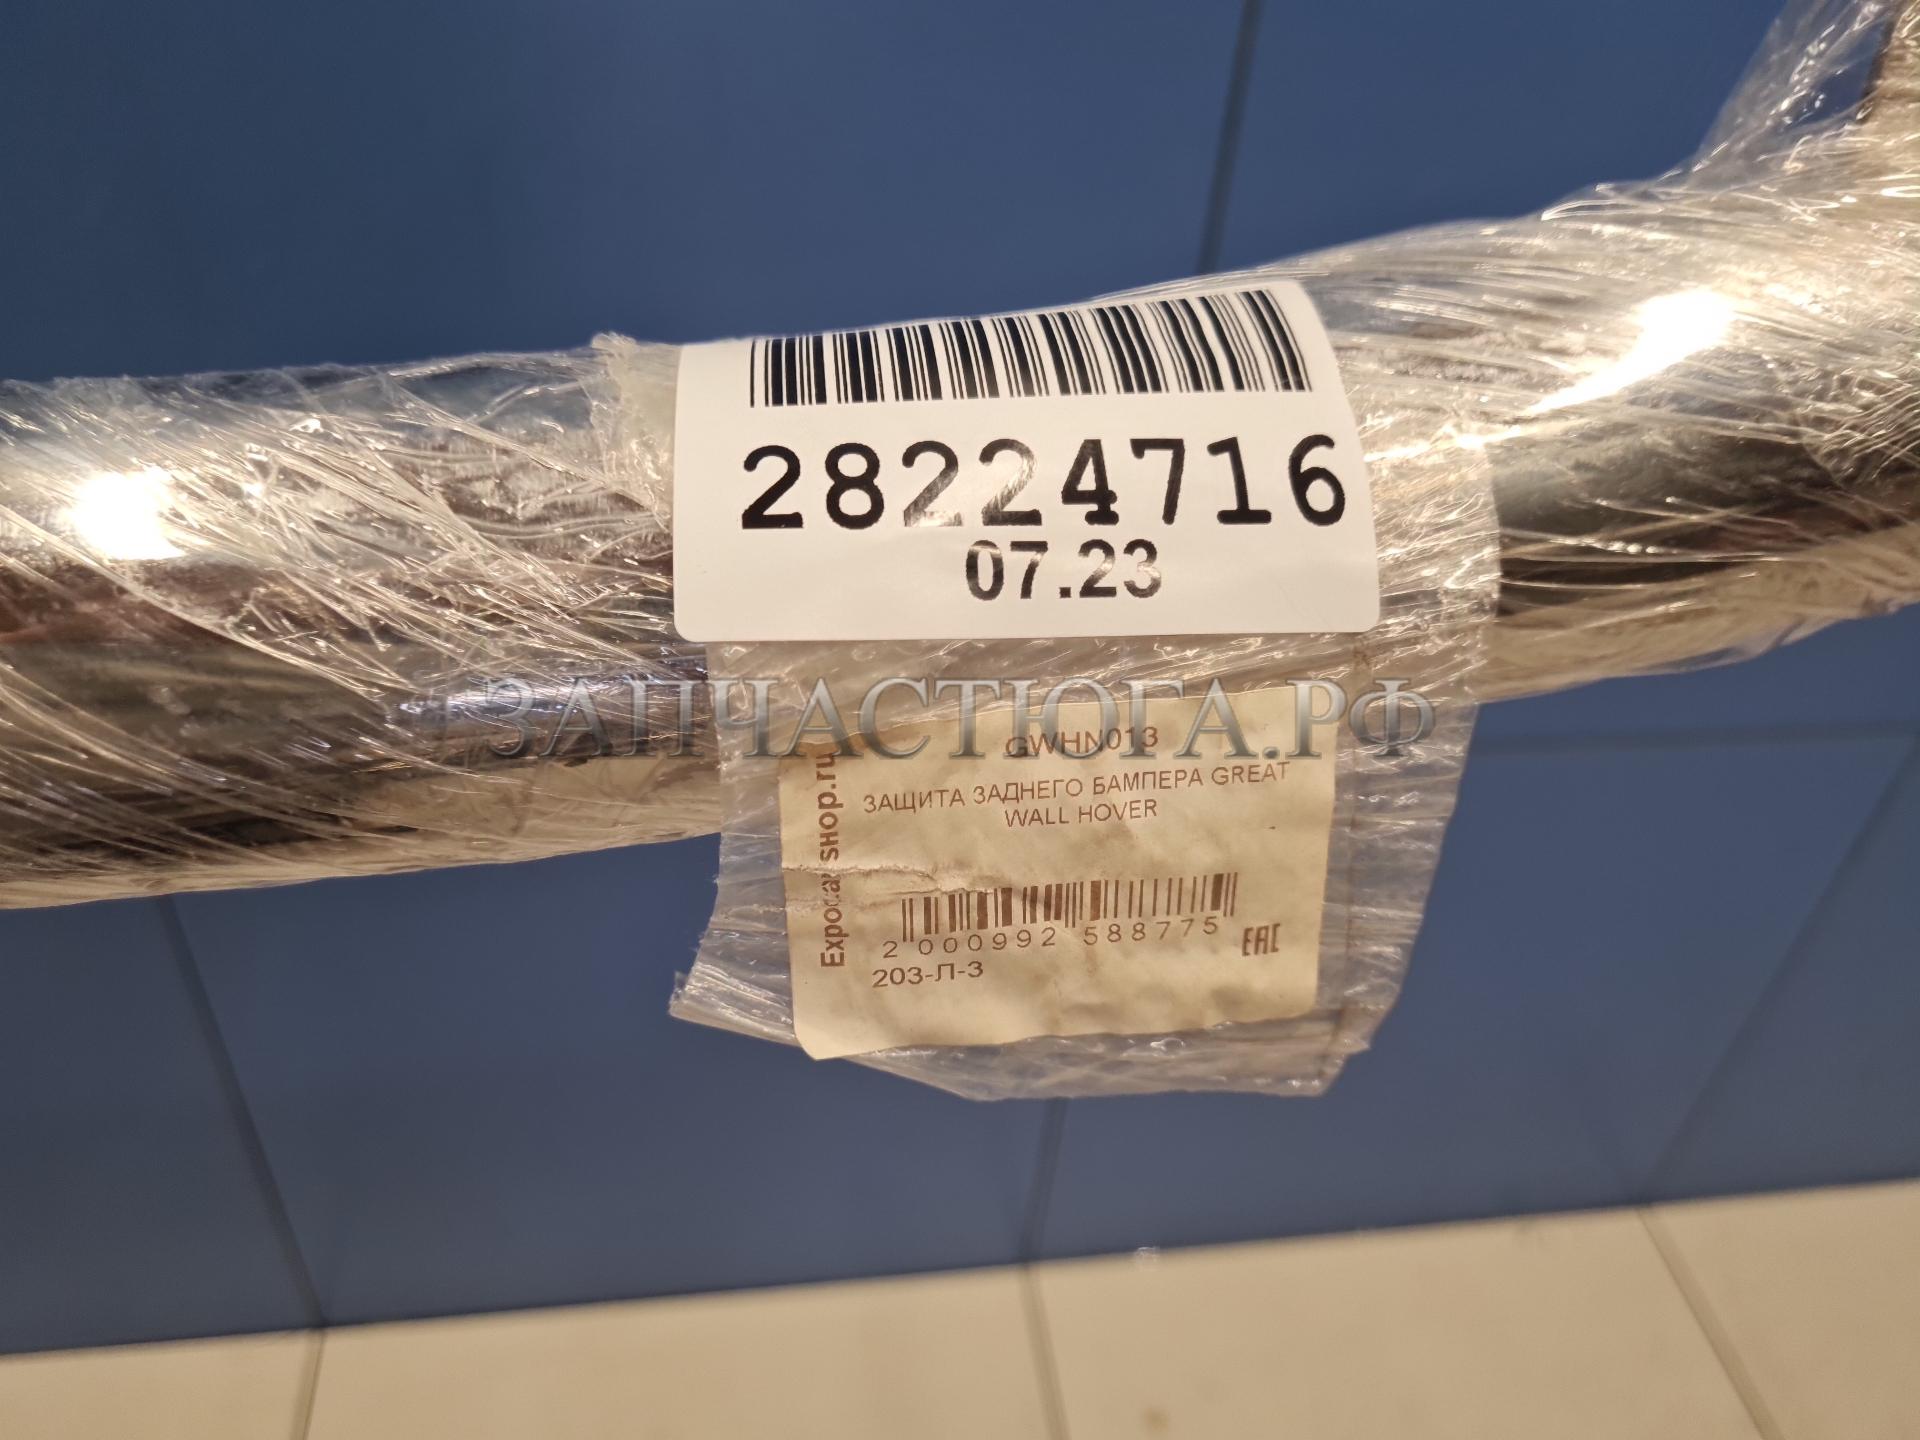 28224716
07.23
ЗАПЧАСТЮГА.РФ
GWHN013
ЗАЩИТА ЗАДНЕГО БАМПЕРА GREAT
WALL HOVER
Expocarshop.ru
2 000992 588775
EAC
203-Л-3